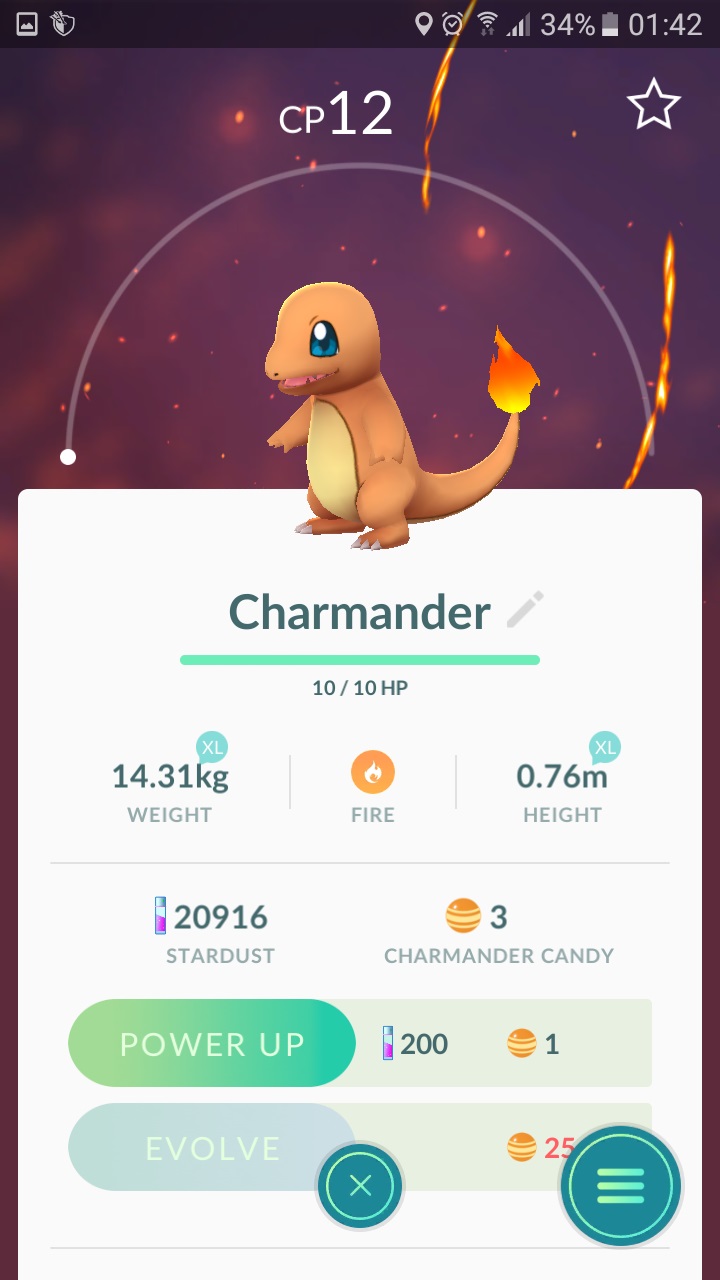 34% 01:42
CP12
Charmander
10 / 10 HP
XL XL
14.31kg 0.76m
WEIGHT FIRE HEIGHT
20916 3
STARDUST CHARMANDER CANDY
POWER UP 200 1
EVOLVE 25